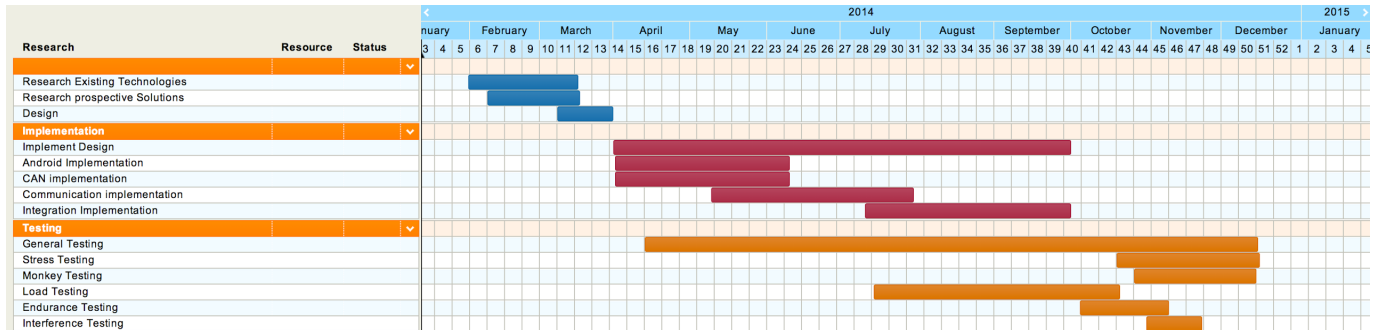 2014 2015
nuary February March April May June July August September October November December January
Research Resource Status
3 4 5 6 7 8 9 10 11 12 13 14 15 16 17 18 19 20 21 22 23 24 25 26 27 28 29 30 31 32 33 34 35 36 37 38 39 40 41 42 43 44 45 46 47 48 49 50 51 52 1 2 3 4 5
Research Existing Technologies
Research prospective Solutions
Design
Implementation
Implement Design
Android Implementation
CAN implementation
Communication implementation
Integration Implementation
Testing
General Testing
Stress Testing
Monkey Testing
Load Testing
Endurance Testing
Interference Testing